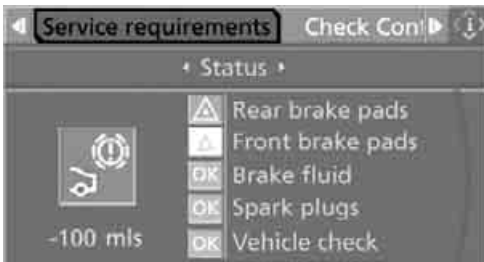 Service requirements Check Cont
Status
Rear brake pads
Front brake pads
OK Brake fluid
OK Spark plugs
-100 mls OK Vehicle check